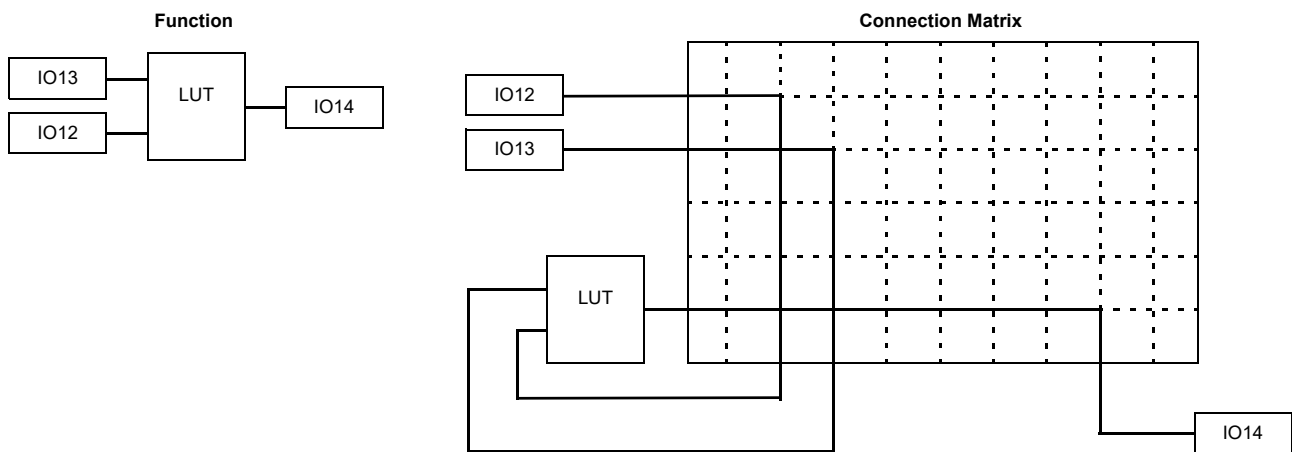 Function
IO13
IO12
LUT
IO14
Connection Matrix
IO12
IO13
LUT
IO14